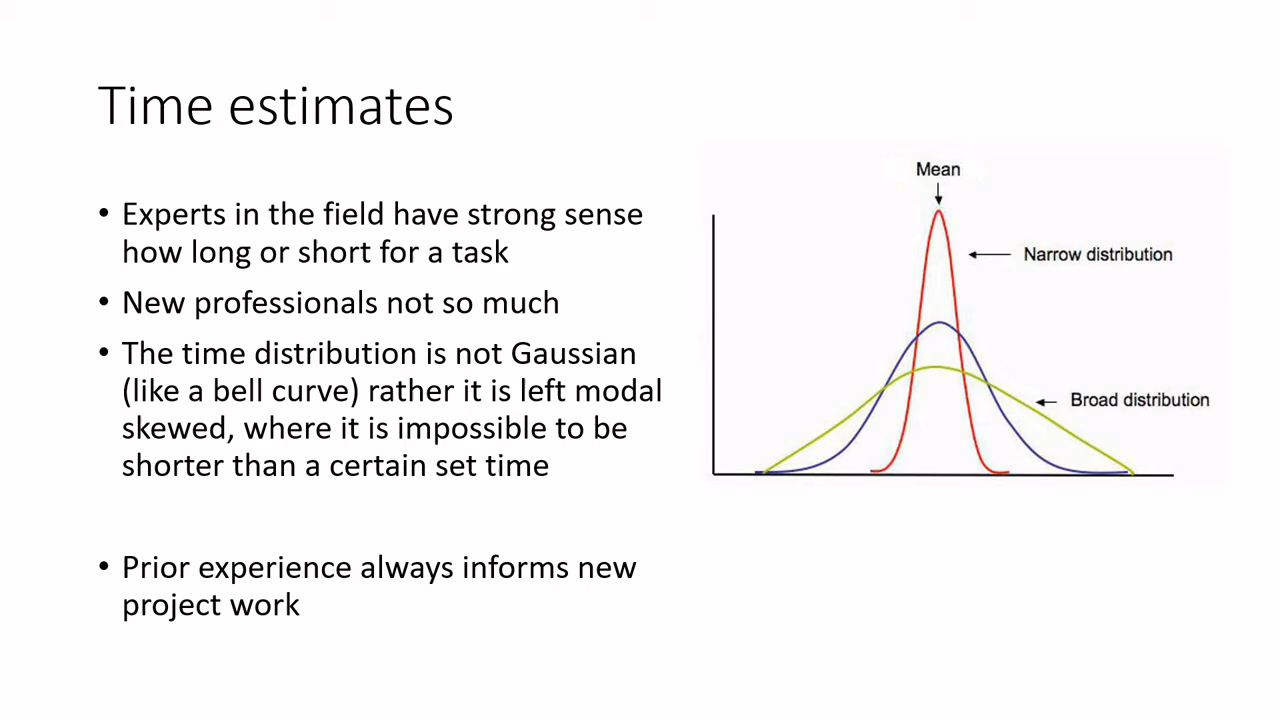 Time estimates
• Experts in the field have strong sense
how long or short for a task
• New professionals not so much
• The time distribution is not Gaussian
(like a bell curve) rather it is left modal
skewed, where it is impossible to be
shorter than a certain set time
• Prior experience always informs new
project work
Mean
Narrow distribution
Broad distribution